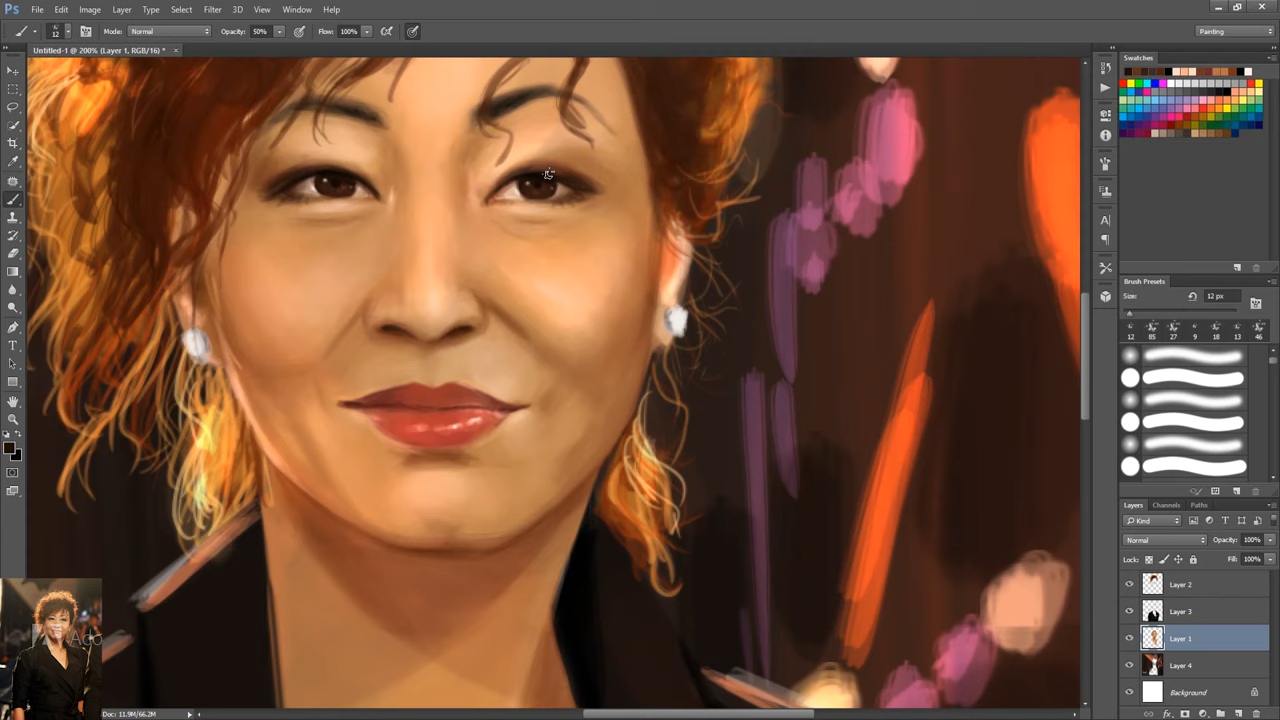 Ps File Edit Image Layer Type Select Filter 3D View Window Help
12 Mode: Normal Opacity: 50% Flow: 100% Painting
Untitled-1 @ 200% (Layer 1, RGB/16) * ×
Swatches
Brush Presets
Size: 12 px
12 85 27 9 18 13 46
Layers Channels Paths
Kind
Normal Opacity: 100%
Lock: Fill: 100%
Layer 2
Layer 3
Layer 1
Layer 4
Background
Doc: 11.9M/66.2M